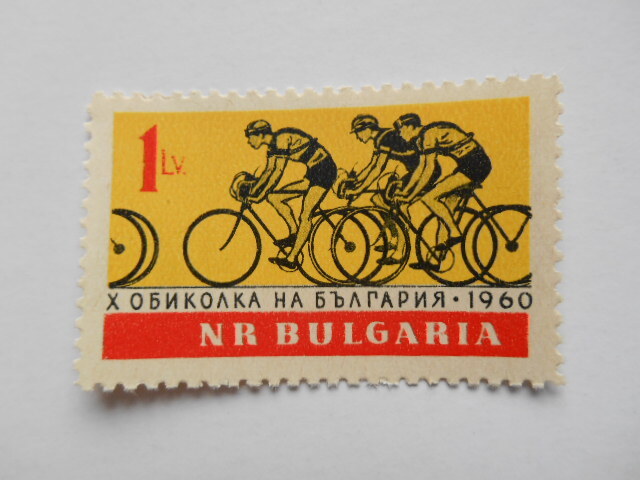 1 Lv.
Х ОБИКОЛКА НА БЪЛГАРИЯ · 1960
NR BULGARIA